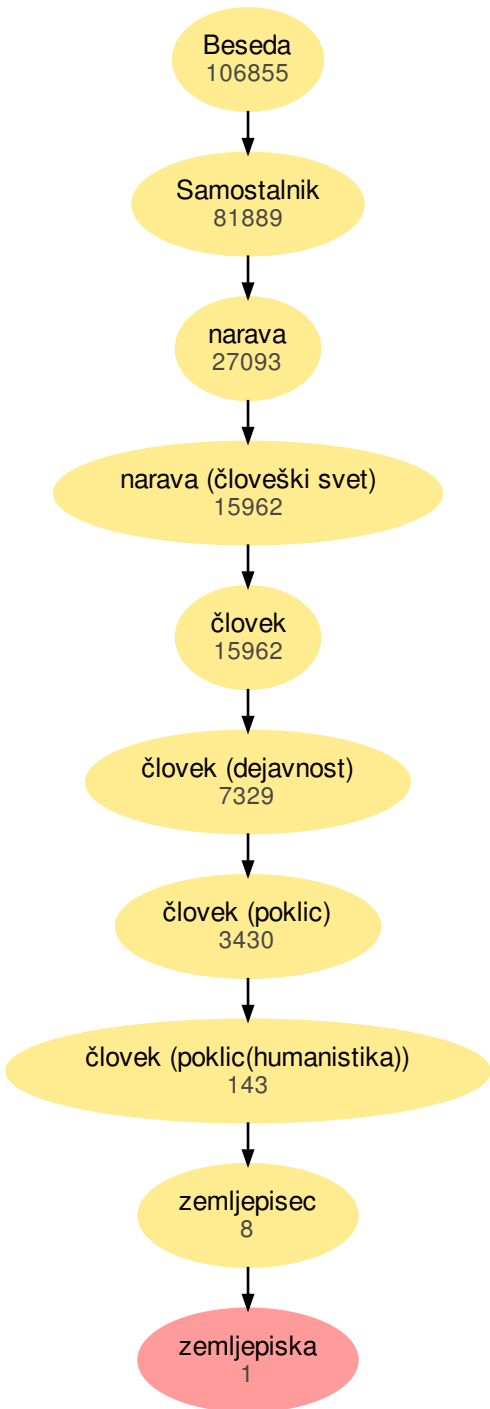 Beseda
106855
Samostalnik
81889
narava
27093
narava (človeški svet)
15962
človek
15962
človek (dejavnost)
7329
človek (poklic)
3430
človek (poklic(humanistika))
143
zemljepisec
8
zemljepiska
1